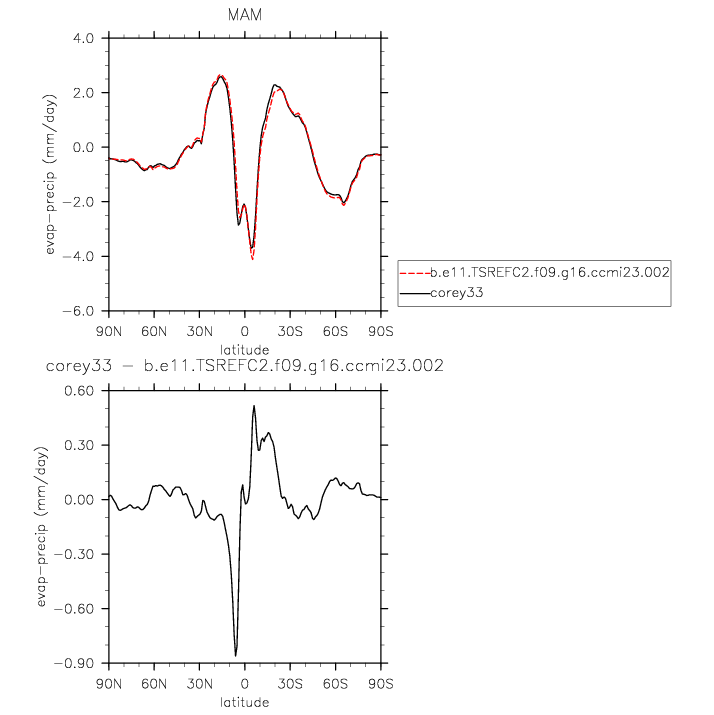 MAM
4.0
2.0
0.0
−2.0
−4.0
−6.0
evap−precip (mm/day)
90N 60N 30N 0 30S 60S 90S
latitude
b.e11.TSREFC2.f09.g16.ccmi23.002
corey33
corey33 − b.e11.TSREFC2.f09.g16.ccmi23.002
0.60
0.30
0.00
−0.30
−0.60
−0.90
evap−precip (mm/day)
90N 60N 30N 0 30S 60S 90S
latitude